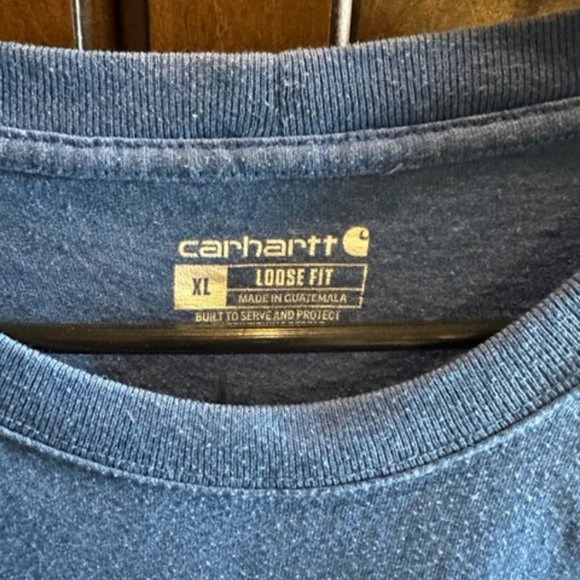 carhartt
XL LOOSE FIT
MADE IN GUATEMALA
BUILT TO SERVE AND PROTECT